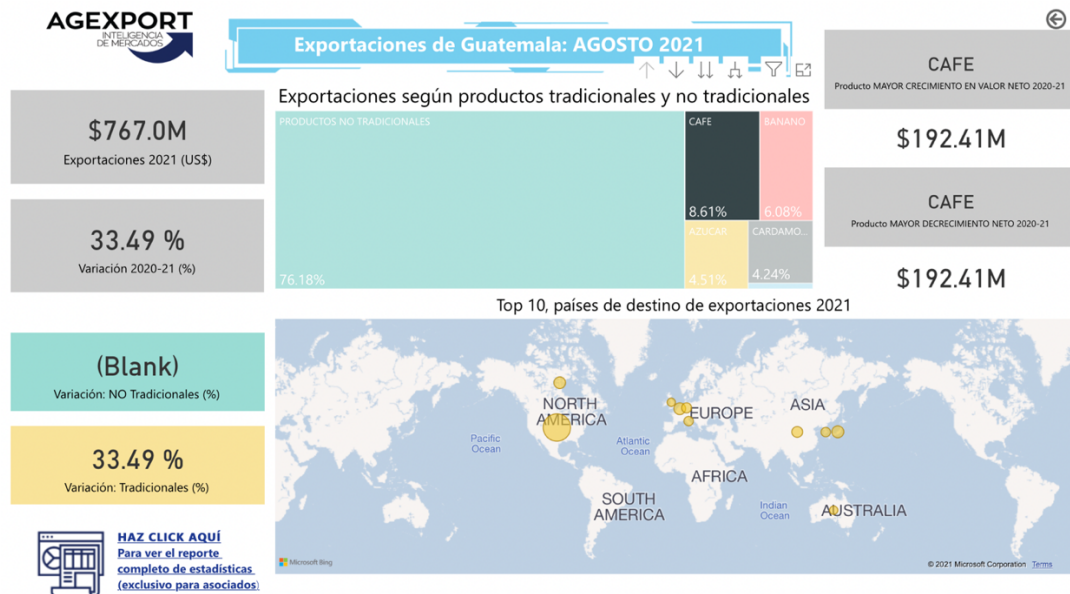 AGEXPORT
INTELIGENCIA
DE MERCADOS
Exportaciones de Guatemala: AGOSTO 2021
$767.0M
Exportaciones 2021 (US$)
33.49 %
Variación 2020-21 (%)
(Blank)
Variación: NO Tradicionales (%)
33.49 %
Variación: Tradicionales (%)
HAZ CLICK AQUÍ
Para ver el reporte
completo de estadísticas
(exclusivo para asociados)
Exportaciones según productos tradicionales y no tradicionales
PRODUCTOS NO TRADICIONALES
76.18%
CAFE
8.61%
BANANO
6.08%
AZUCAR
4.51%
CARDAMO...
4.24%
CAFE
Producto MAYOR CRECIMIENTO EN VALOR NETO 2020-21
$192.41M
CAFE
Producto MAYOR DECRECIMIENTO NETO 2020-21
$192.41M
Top 10, países de destino de exportaciones 2021
NORTH
AMERICA
EUROPE
ASIA
Pacific
Ocean
Atlantic
Ocean
AFRICA
SOUTH
AMERICA
Indian
Ocean
AUSTRALIA
Microsoft Bing
© 2021 Microsoft Corporation Terms